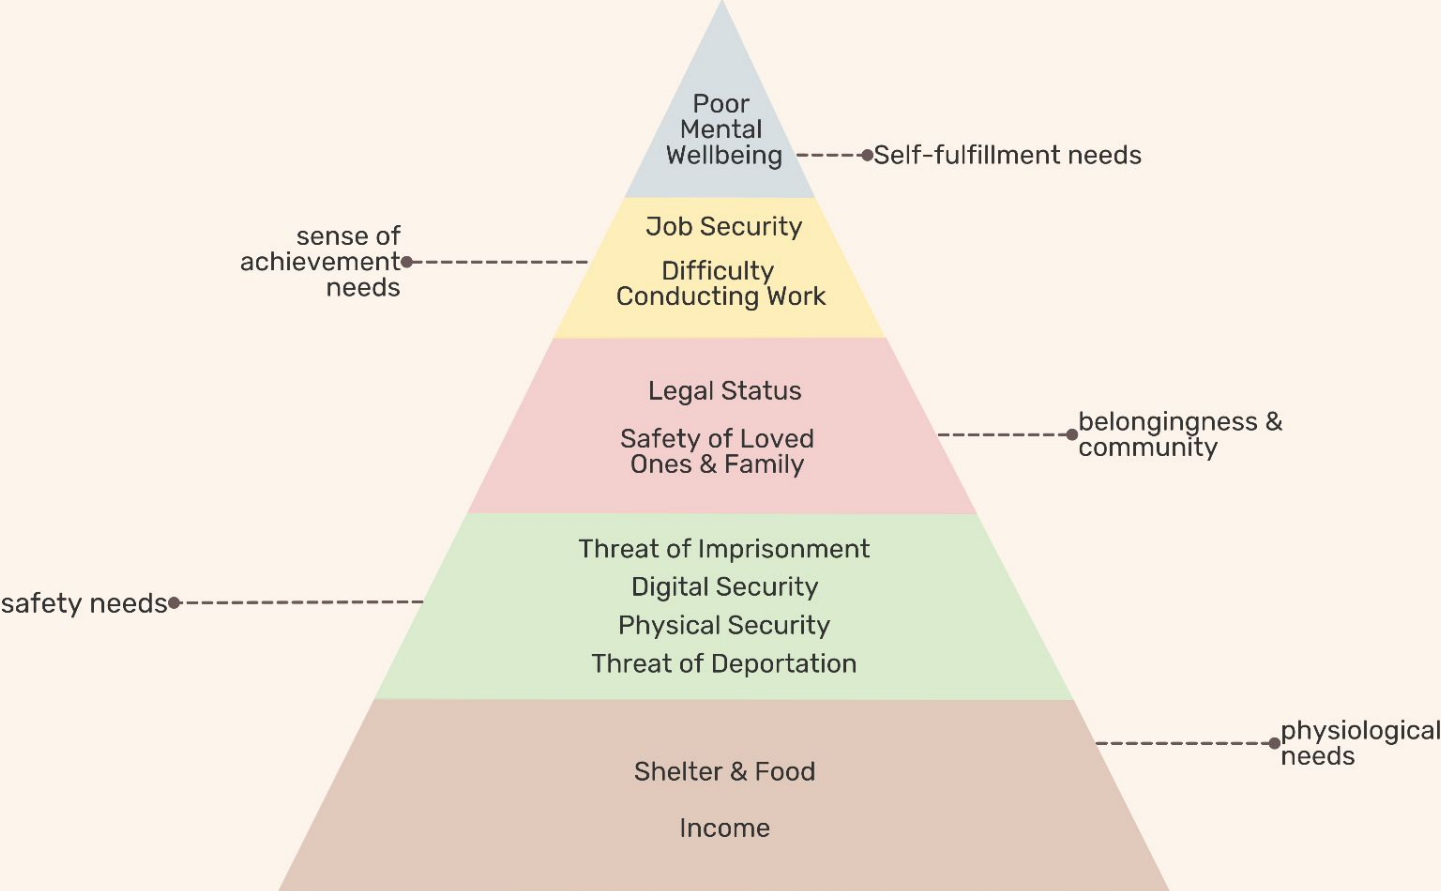 Poor
Mental
Wellbeing
Self-fulfillment needs
Job Security
sense of
achievement
needs
Difficulty
Conducting Work
Legal Status
Safety of Loved
Ones & Family
belongingness &
community
Threat of Imprisonment
Digital Security
safety needs
Physical Security
Threat of Deportation
physiological
needs
Shelter & Food
Income